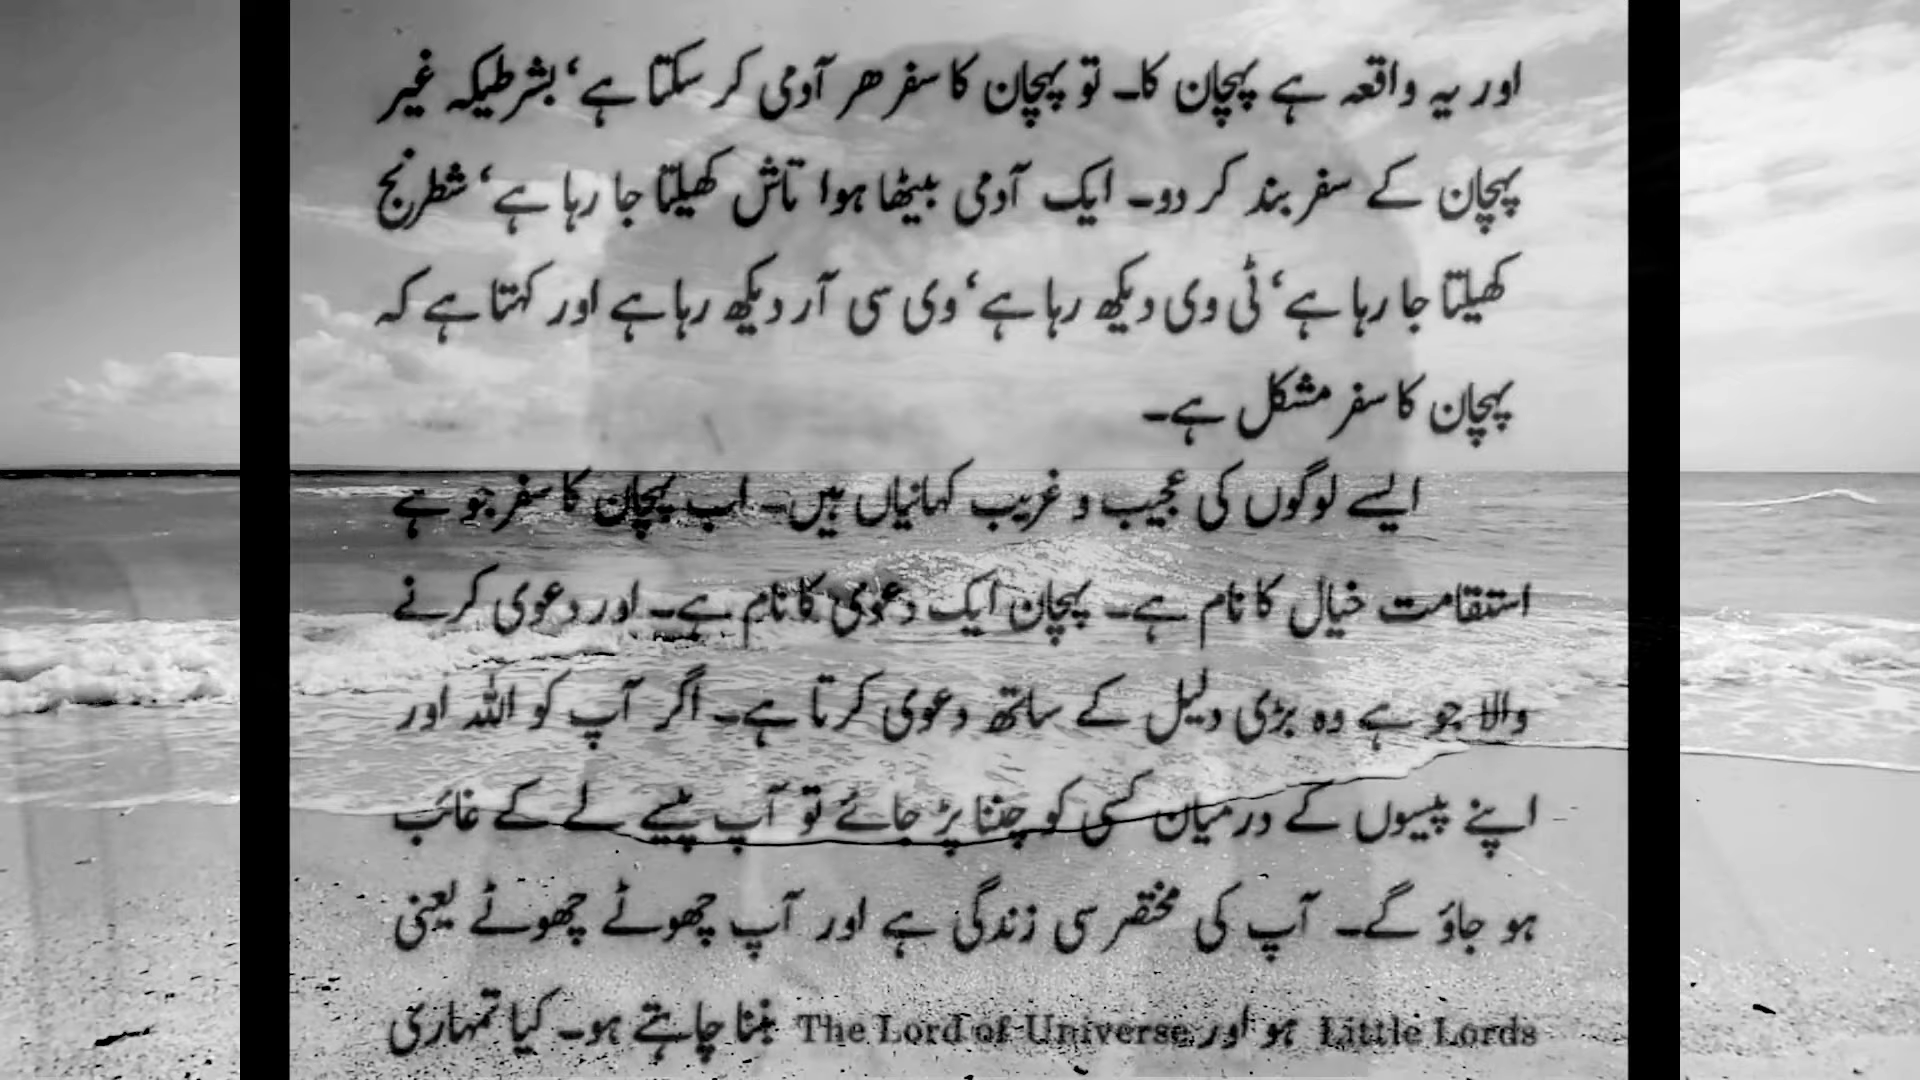 اور یہ واقعہ ہے پہچان کا۔ تو پہچان کا سفر ھر آدمی کر سکتا ہے‘ بشرطیکہ غیر
پہچان کے سفر بند کر دو۔ ایک آدمی بیٹھا ہوا تاش کھیلتا جا رہا ہے‘ شطرنج
کھیلتا جا رہا ہے‘ ٹی وی دیکھ رہا ہے‘ وی سی آر دیکھ رہا ہے اور کہتا ہے کہ
پہچان کا سفر مشکل ہے۔
ایسے لوگوں کی عجیب و غریب کہانیاں ہیں۔ اب پہچان کا سفر جو ہے
استقامت خیال کا نام ہے۔ پہچان ایک دعویٰ کا نام ہے۔ اور دعوی کرنے
والا جو ہے وہ بڑی دلیل کے ساتھ دعوی کرتا ہے۔ اگر آپ کو اللہ اور
اپنے پیسوں کے درمیان کسی کو چننا پڑ جائے تو آپ پیسے لے کے غائب
ہو جاؤ گے۔ آپ کی مختصر سی زندگی ہے اور آپ چھوٹے چھوٹے یعنی
Little Lords ہو اور The Lord of Universe بننا چاہتے ہو۔ کیا تمہاری